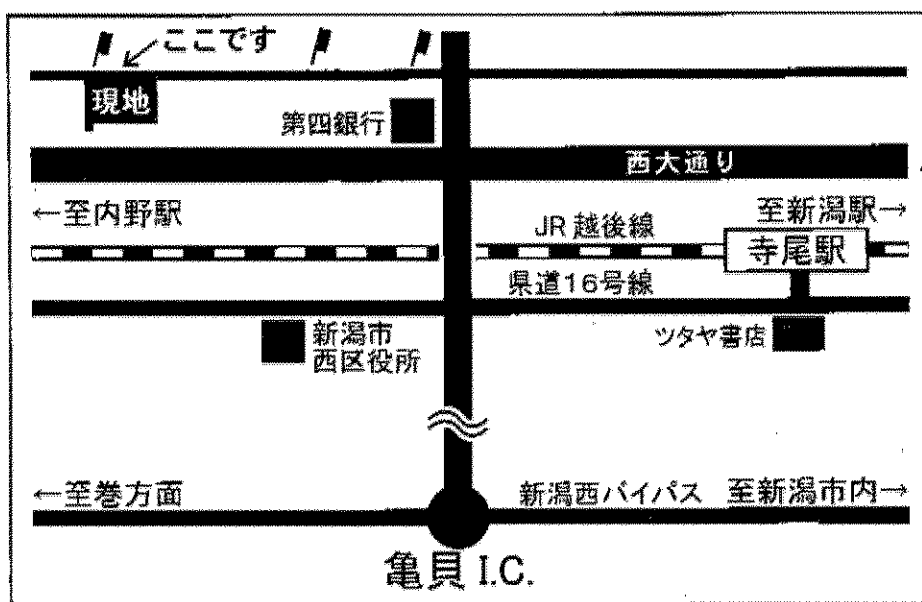 ここです
現地
第四銀行
西大通り
←至内野駅
至新潟駅→
JR越後線
寺尾駅
県道16号線
新潟市
西区役所
ツタヤ書店
←至巻方面
新潟西バイパス
至新潟市内→
亀貝 I.C.